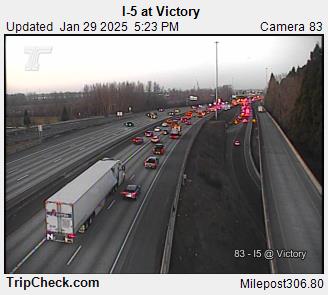 I-5 at Victory
Updated Jan 29 2025 5:23 PM Camera 83
83 - I5 @ Victory
TripCheck.com Milepost306.80